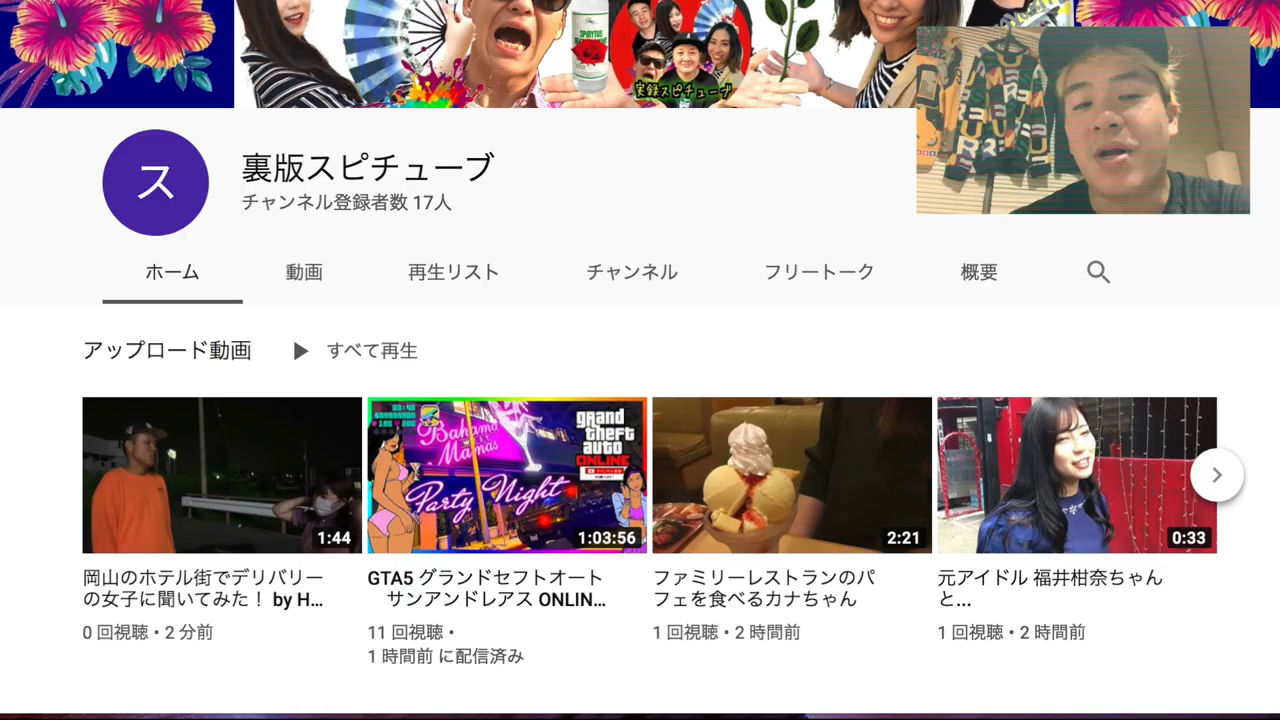 SPIRYTUS
実録スピチューブ
ス
裏版スピチューブ
チャンネル登録者数 17人
ホーム
動画
再生リスト
チャンネル
フリートーク
概要
アップロード動画
すべて再生
1:44
Bahama
Mamas
Party Night
grand
theft
auto
ONLINE
1:03:56
2:21
0:33
岡山のホテル街でデリバリー
の女子に聞いてみた！ by H...
0 回視聴・2 分前
GTA5 グランドセフトオート
サンアンドレアス ONLIN...
11 回視聴・
1 時間前 に配信済み
ファミリーレストランのパ
フェを食べるカナちゃん
1 回視聴・2 時間前
元アイドル 福井柑奈ちゃん
と...
1 回視聴・2 時間前